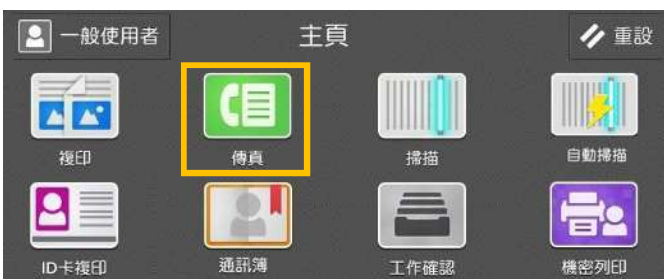 一般使用者 主頁 重設
複印 傳真 掃描 自動掃描
ID卡複印 通訊簿 工作確認 機密列印